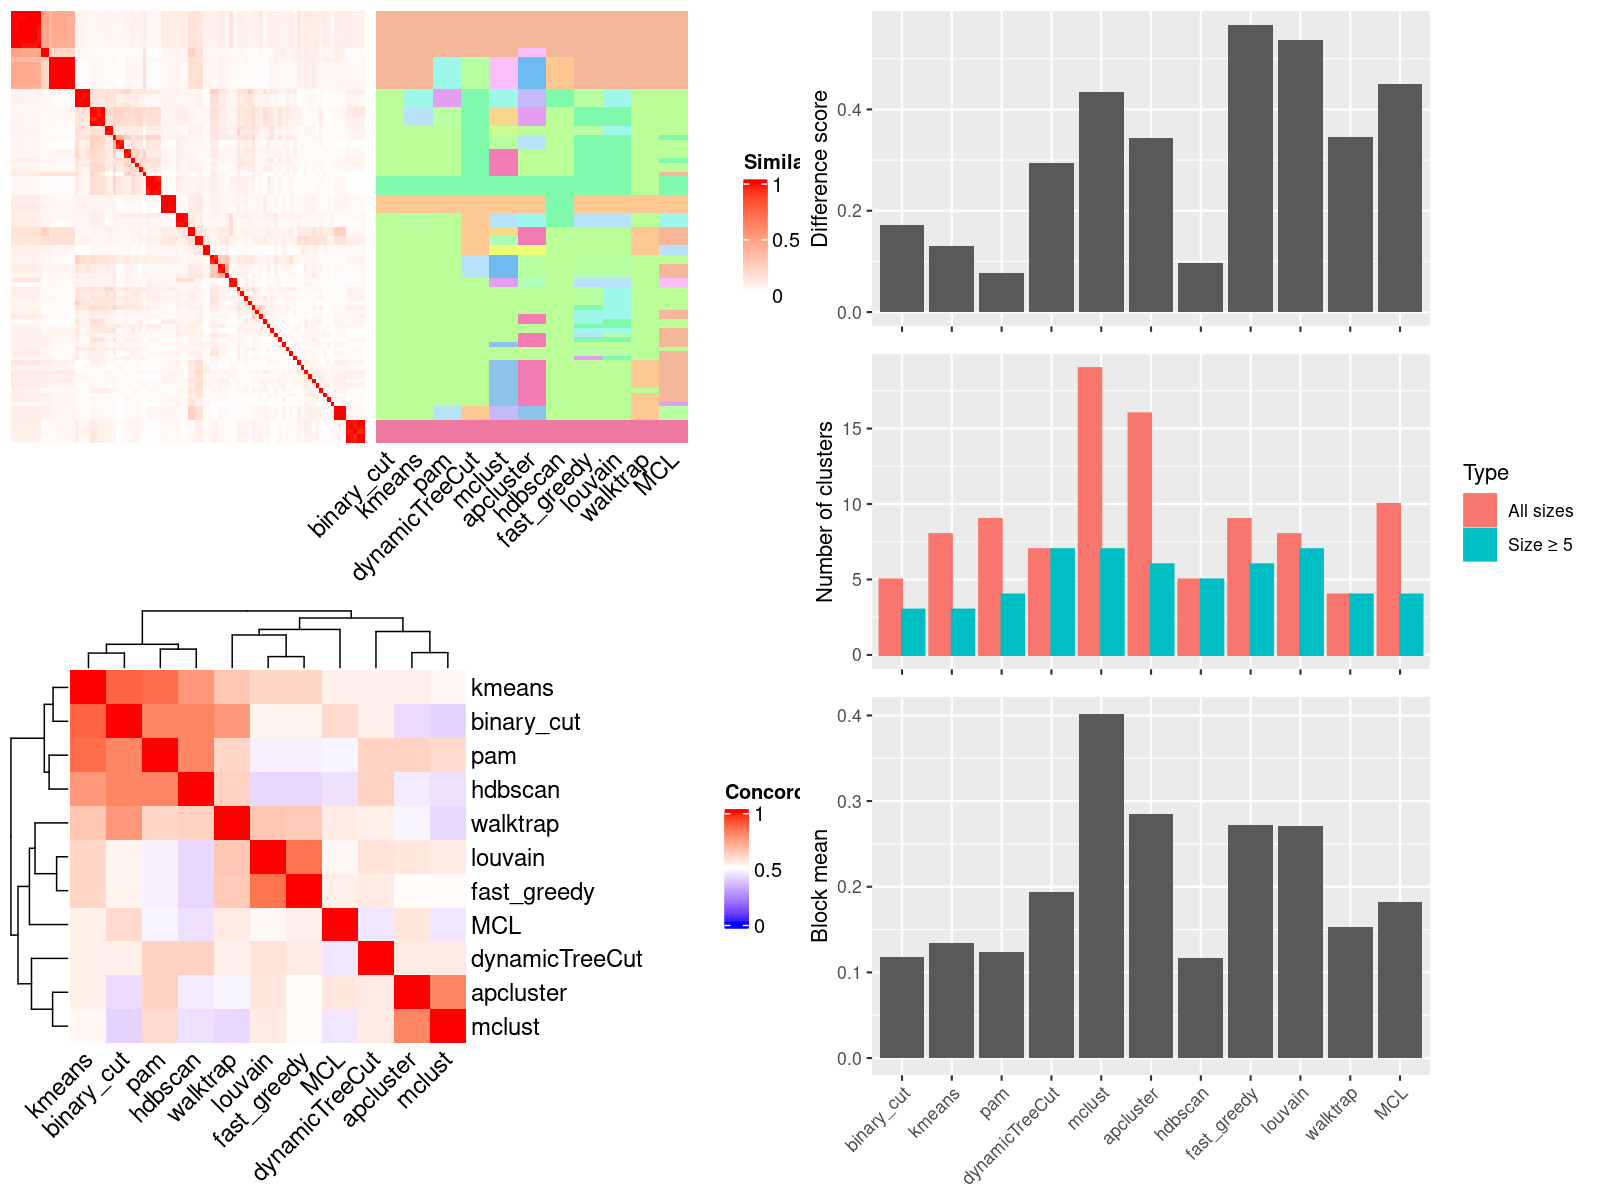 Simila
1
0.5
0
binary_cut
kmeans
pam
dynamicTreeCut
mclust
apcluster
hdbscan
fast_greedy
louvain
walktrap
MCL
kmeans
binary_cut
pam
hdbscan
walktrap
louvain
fast_greedy
MCL
dynamicTreeCut
apcluster
mclust
kmeans
binary_cut
pam
hdbscan
walktrap
louvain
fast_greedy
MCL
dynamicTreeCut
apcluster
mclust
Concord
1
0.5
0
Difference score
0.4
0.2
0.0
Number of clusters
15
10
5
0
Type
All sizes
Size ≥ 5
Block mean
0.4
0.3
0.2
0.1
0.0
binary_cut
kmeans
pam
dynamicTreeCut
mclust
apcluster
hdbscan
fast_greedy
louvain
walktrap
MCL